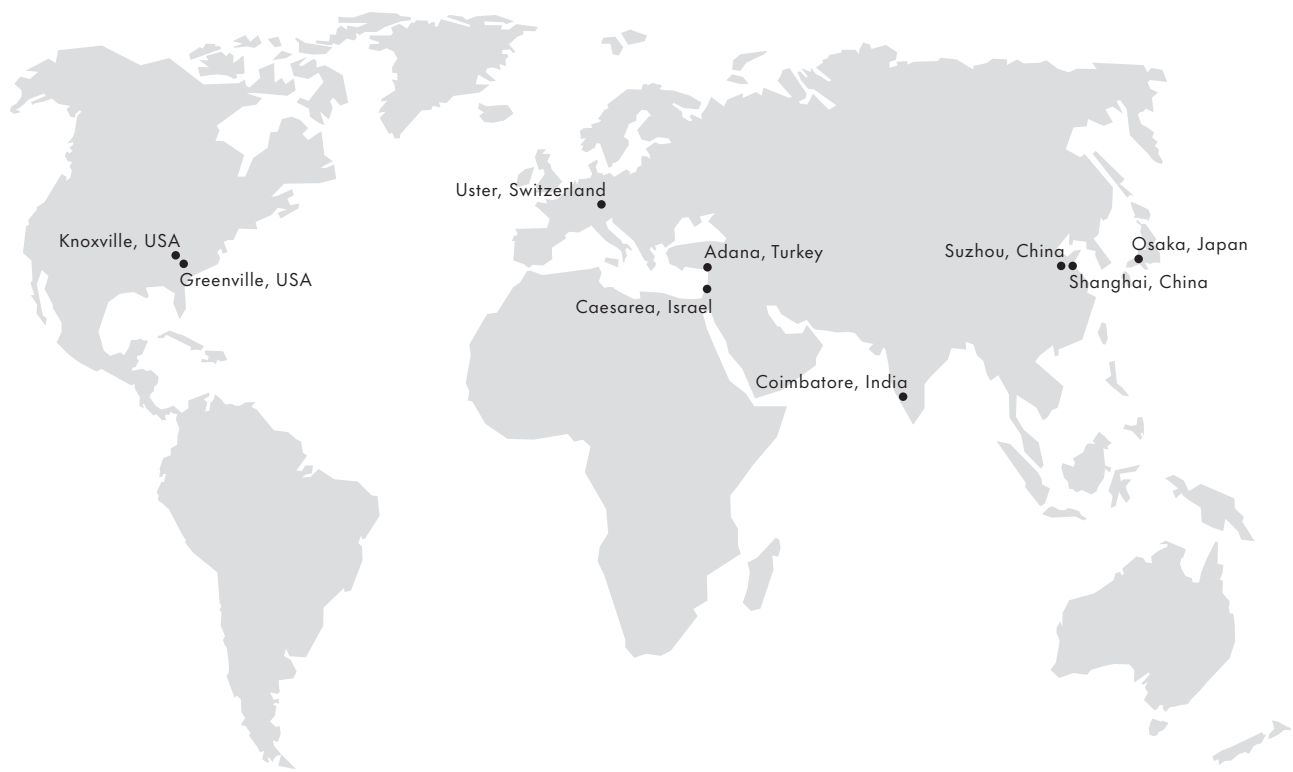 Uster, Switzerland
Knoxville, USA
Greenville, USA
Adana, Turkey
Caesarea, Israel
Suzhou, China
Osaka, Japan
Shanghai, China
Coimbatore, India